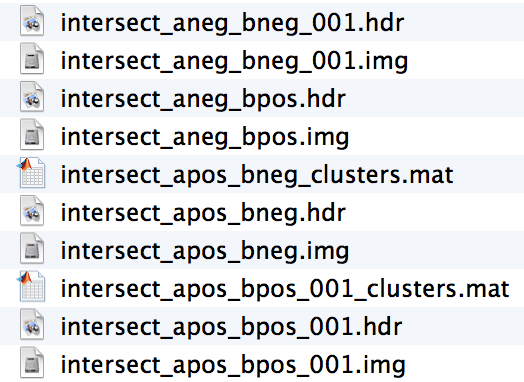 intersect_aneg_bneg_001.hdr
intersect_aneg_bneg_001.img
intersect_aneg_bpos.hdr
intersect_aneg_bpos.img
intersect_apos_bneg_clusters.mat
intersect_apos_bneg.hdr
intersect_apos_bneg.img
intersect_apos_bpos_001_clusters.mat
intersect_apos_bpos_001.hdr
intersect_apos_bpos_001.img